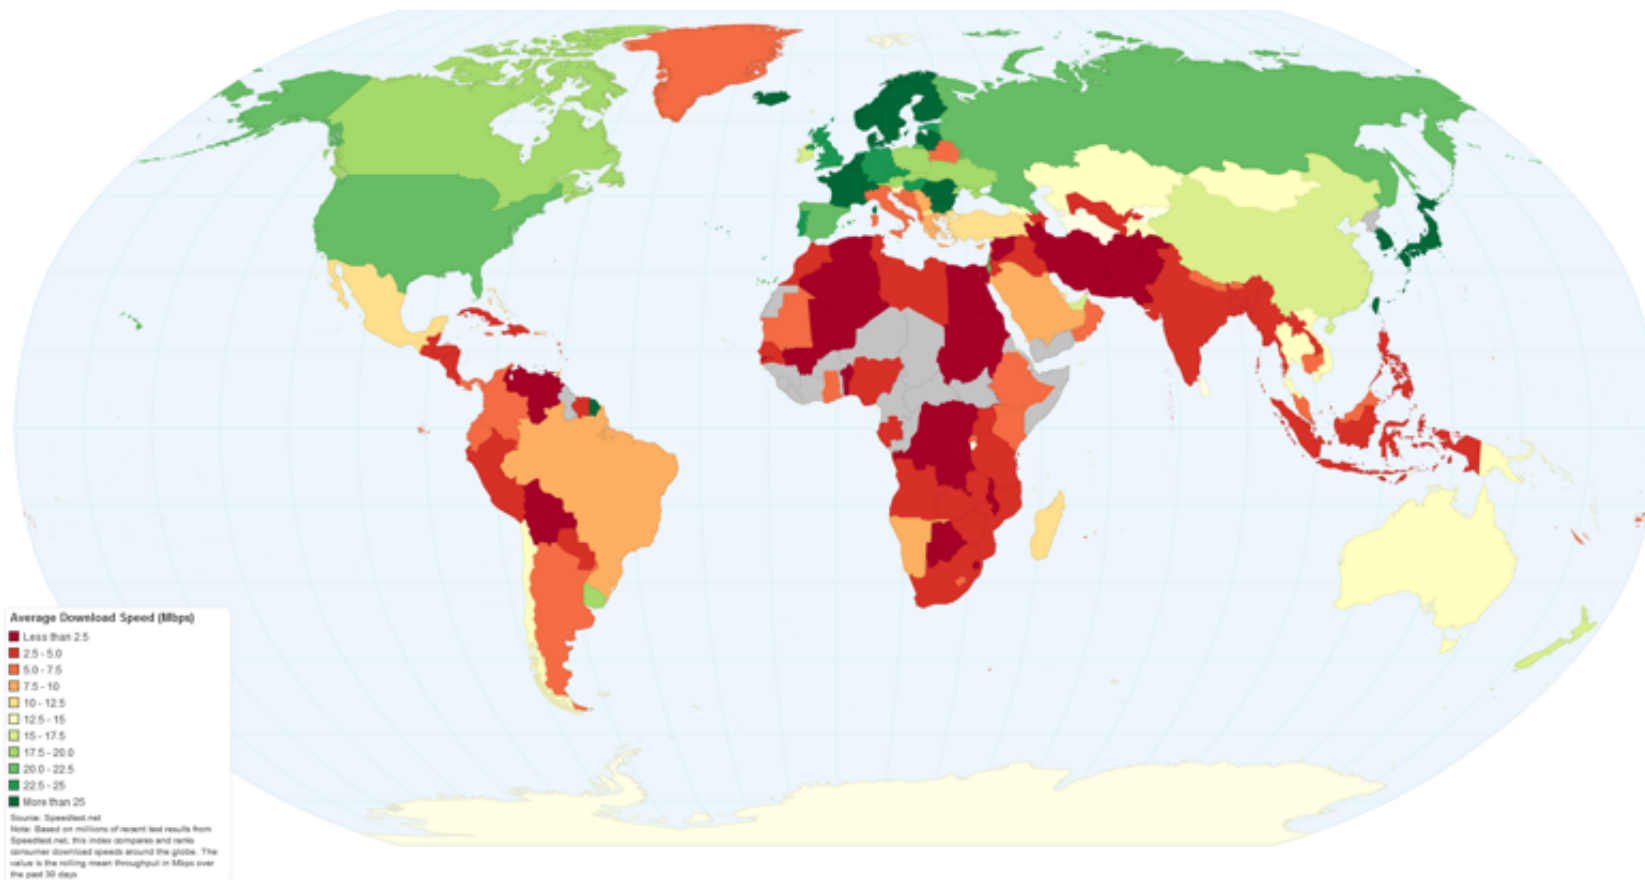 Average Download Speed (Mbps)
Less than 2.5
2.5 - 5.0
5.0 - 7.5
7.5 - 10
10 - 12.5
12.5 - 15
15 - 17.5
17.5 - 20.0
20.0 - 22.5
22.5 - 25
More than 25
Source: Speedtest.net
Note: Based on millions of recent test results from
Speedtest.net, this index compares and ranks
consumer download speeds around the globe. The
value is the rolling mean throughput in Mbps over
the past 30 days